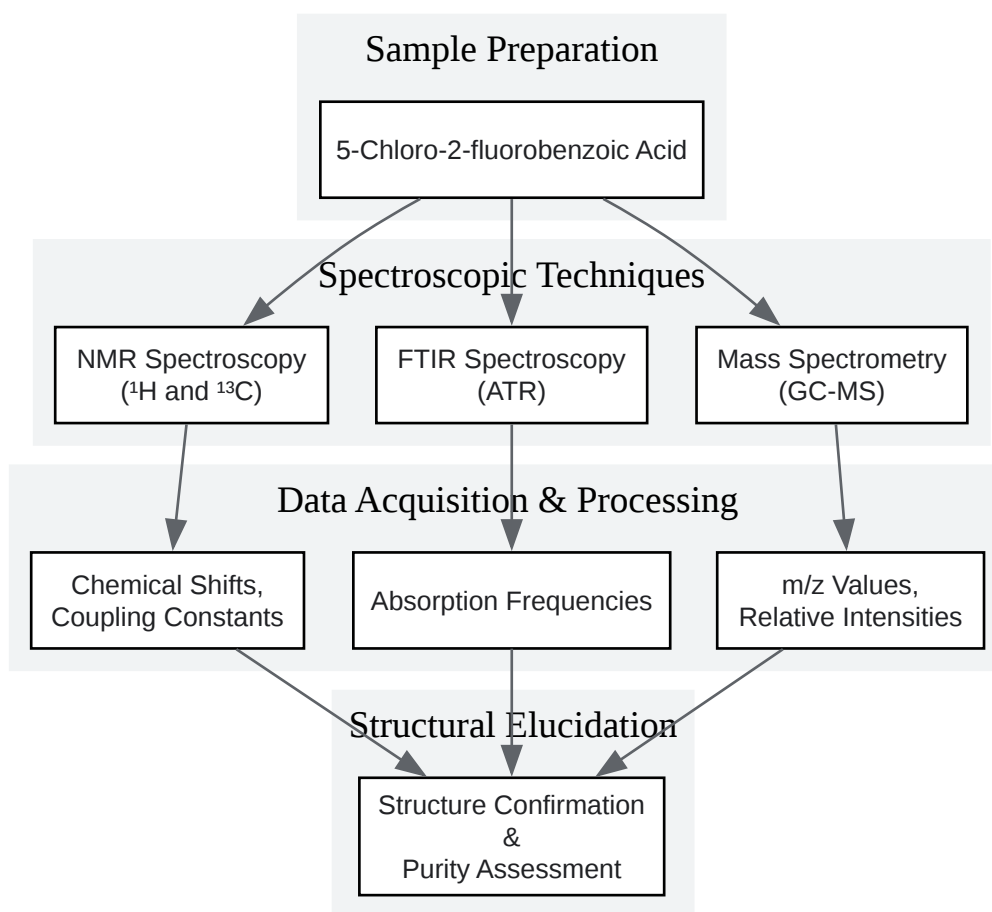 Sample Preparation
5-Chloro-2-fluorobenzoic Acid
Spectroscopic Techniques
NMR Spectroscopy
(¹H and ¹³C)
FTIR Spectroscopy
(ATR)
Mass Spectrometry
(GC-MS)
Data Acquisition & Processing
Chemical Shifts,
Coupling Constants
Absorption Frequencies
m/z Values,
Relative Intensities
Structural Elucidation
Structure Confirmation
&
Purity Assessment